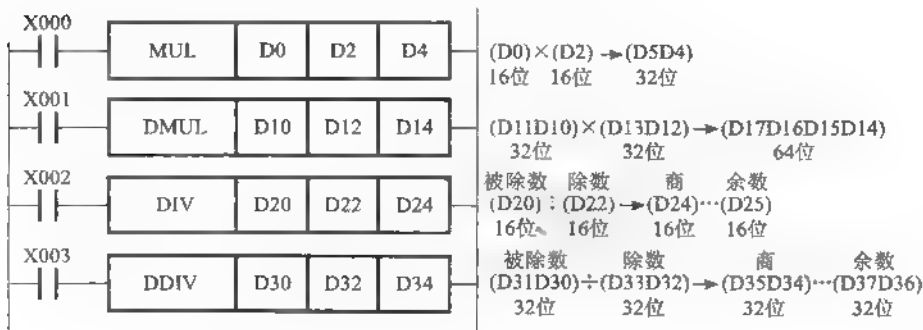 X000
MUL D0 D2 D4 (D0)×(D2)→(D5D4)
16位 16位 32位
X001
DMUL D10 D12 D14 (D11D10)×(D13D12)→(D17D16D15D14)
32位 32位 64位
X002 被除数 除数 商 余数
DIV D20 D22 D24 (D20)÷(D22)→(D24)…(D25)
16位 16位 16位 16位
X003 被除数 除数 商 余数
DDIV D30 D32 D34 (D31D30)÷(D33D32)→(D35D34)…(D37D36)
32位 32位 32位 32位